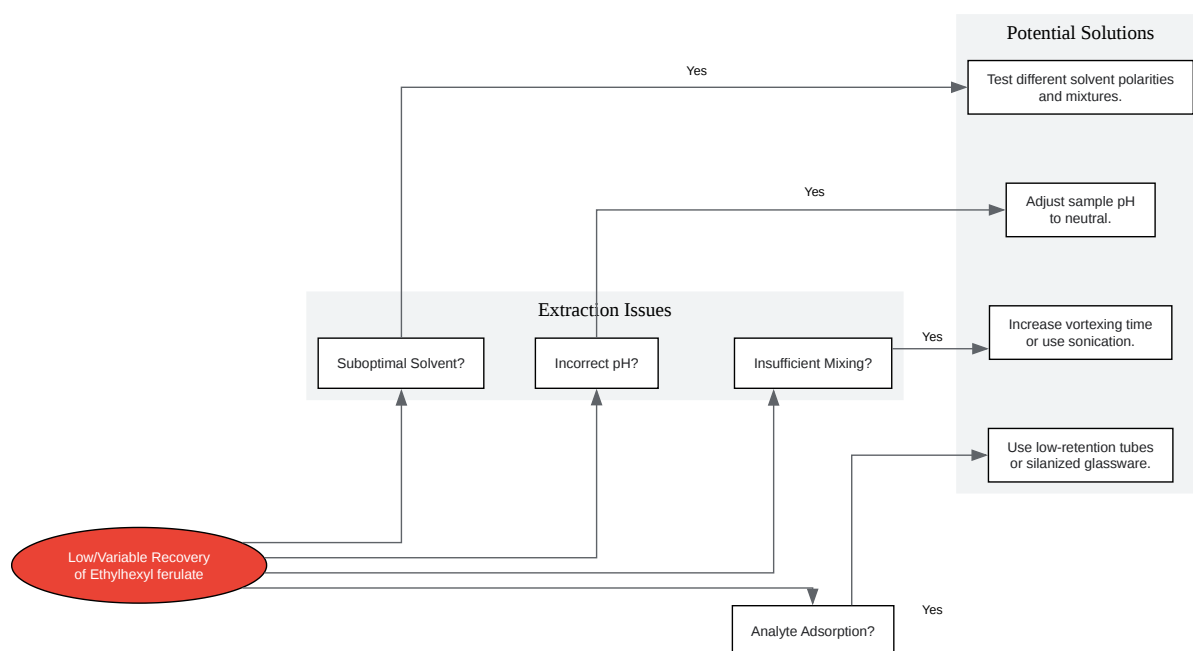 Potential Solutions
Yes
Test different solvent polarities
and mixtures.
Yes
Adjust sample pH
to neutral.
Extraction Issues
Suboptimal Solvent?
Incorrect pH?
Insufficient Mixing?
Yes
Increase vortexing time
or use sonication.
Use low-retention tubes
or silanized glassware.
Low/Variable Recovery
of Ethylhexyl ferulate
Analyte Adsorption?
Yes